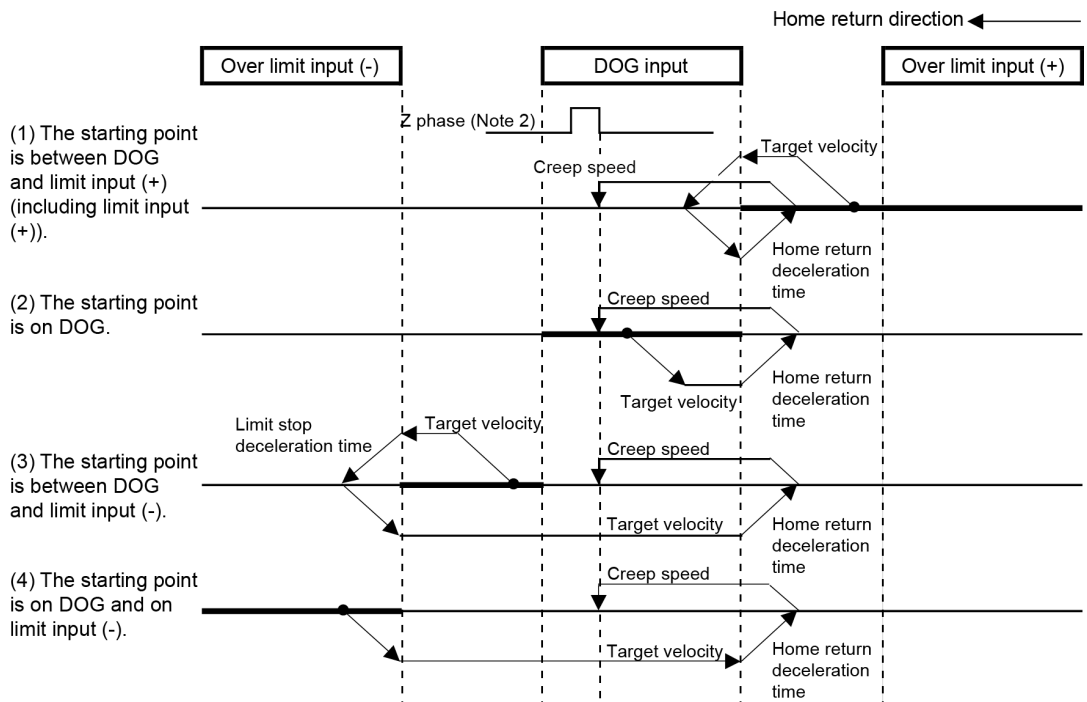 Home return direction
Over limit input (-)
DOG input
Over limit input (+)
Z phase (Note 2)
(1) The starting point
is between DOG
and limit input (+)
(including limit input
(+)).
Target velocity
Creep speed
Home return
deceleration
time
(2) The starting point
is on DOG.
Creep speed
Target velocity
Home return
deceleration
time
Limit stop
deceleration time
Target velocity
(3) The starting point
is between DOG
and limit input (-).
Creep speed
Target velocity
Home return
deceleration
time
(4) The starting point
is on DOG and on
limit input (-).
Creep speed
Target velocity
Home return
deceleration
time